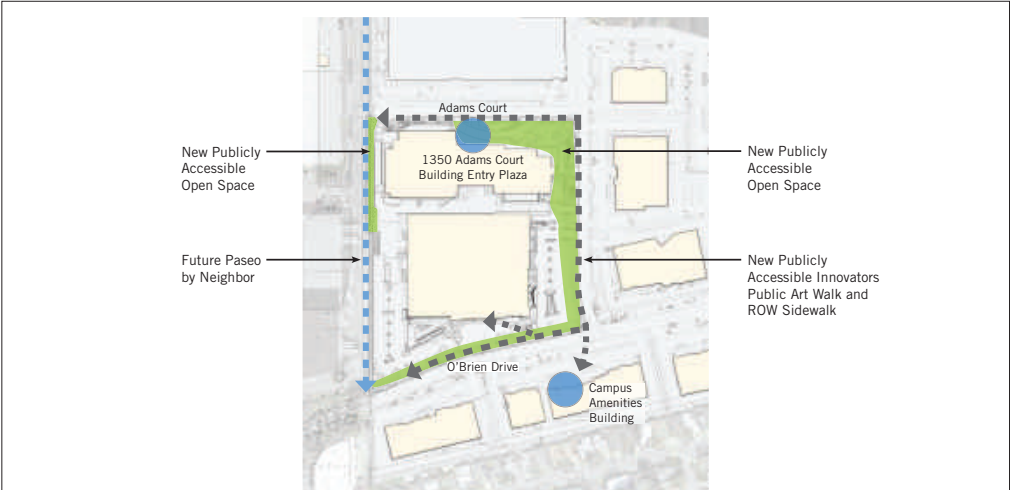 Adams Court
New Publicly
Accessible
Open Space
1350 Adams Court
Building Entry Plaza
New Publicly
Accessible
Open Space
Future Paseo
by Neighbor
New Publicly
Accessible Innovators
Public Art Walk and
ROW Sidewalk
O'Brien Drive
Campus
Amenities
Building